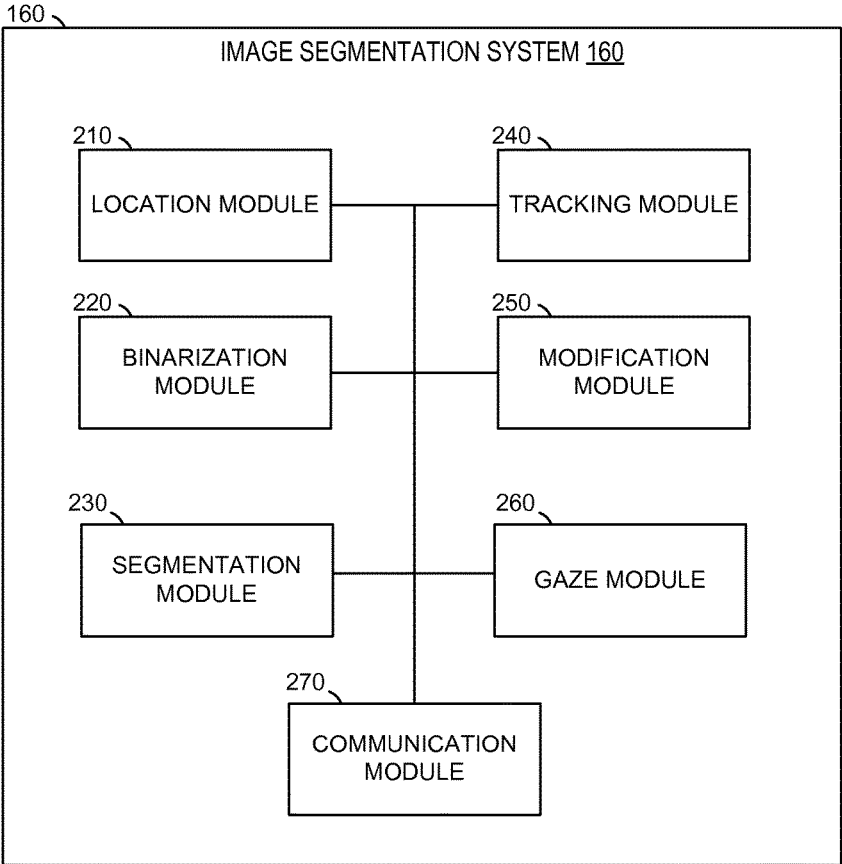 160
IMAGE SEGMENTATION SYSTEM 160
210
LOCATION MODULE
240
TRACKING MODULE
220
BINARIZATION
MODULE
250
MODIFICATION
MODULE
230
SEGMENTATION
MODULE
260
GAZE MODULE
270
COMMUNICATION
MODULE